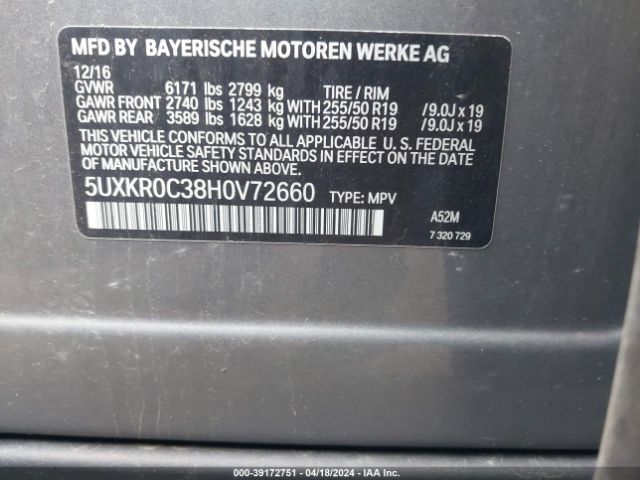 MFD BY BAYERISCHE MOTOREN WERKE AG
12/16
GVWR 6171 lbs 2799 kg TIRE / RIM
GAWR FRONT 2740 lbs 1243 kg WITH 255/50 R19 /9.0J x 19
GAWR REAR 3589 lbs 1628 kg WITH 255/50 R19 /9.0J x 19
THIS VEHICLE CONFORMS TO ALL APPLICABLE U. S. FEDERAL
MOTOR VEHICLE SAFETY STANDARDS IN EFFECT ON THE DATE
OF MANUFACTURE SHOWN ABOVE.
5UXKR0C38H0V72660 TYPE: MPV
A52M
7 320 729
000-39172751 - 04/18/2024 - IAA Inc.